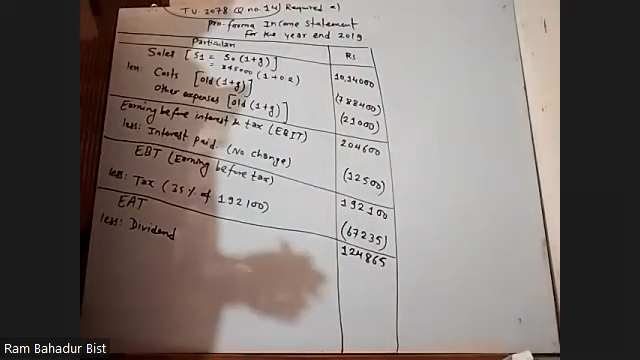 TU. 2078 (Q.no.14) Required a)
Pro-forma Income Statement
for the year end 2019.
Particulars Rs
Sales [S1 = S0 (1+g)]
= 845000 (1+0.2) 10,14000
less: Costs [old (1+g)] (788400)
Other expenses [old (1+g)] (21000)
Earning before interest & tax (EBIT) 204600
less: Interest paid (No change) (12500)
EBT (Earning before tax) 192100
less: Tax (35% of 192100) (67235)
EAT 124865
less: Dividend
Ram Bahadur Bist